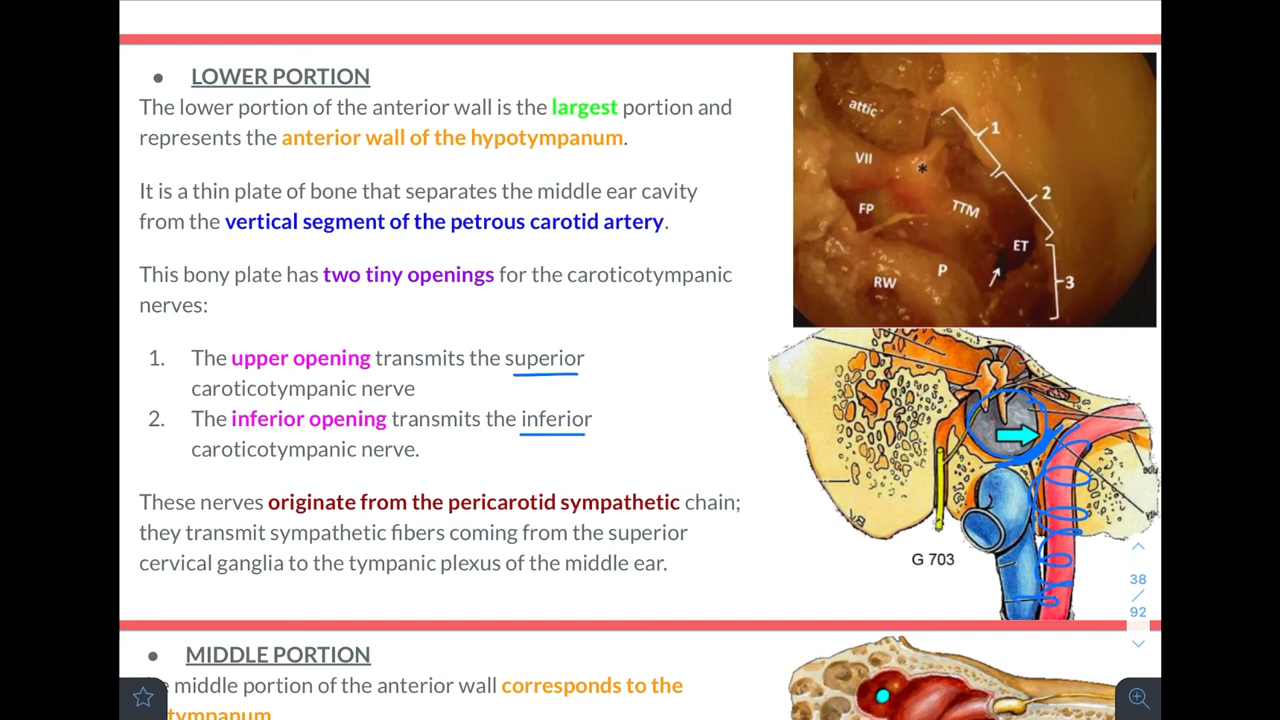 LOWER PORTION
The lower portion of the anterior wall is the largest portion and
represents the anterior wall of the hypotympanum.
It is a thin plate of bone that separates the middle ear cavity
from the vertical segment of the petrous carotid artery.
This bony plate has two tiny openings for the caroticotympanic
nerves:
1. The upper opening transmits the superior
caroticotympanic nerve
2. The inferior opening transmits the inferior
caroticotympanic nerve.
These nerves originate from the pericarotid sympathetic chain;
they transmit sympathetic fibers coming from the superior
cervical ganglia to the tympanic plexus of the middle ear.
MIDDLE PORTION
middle portion of the anterior wall corresponds to the
attic
1
VII
*
2
FP
TTM
ET
P
RW
3
G 703
38
/
92